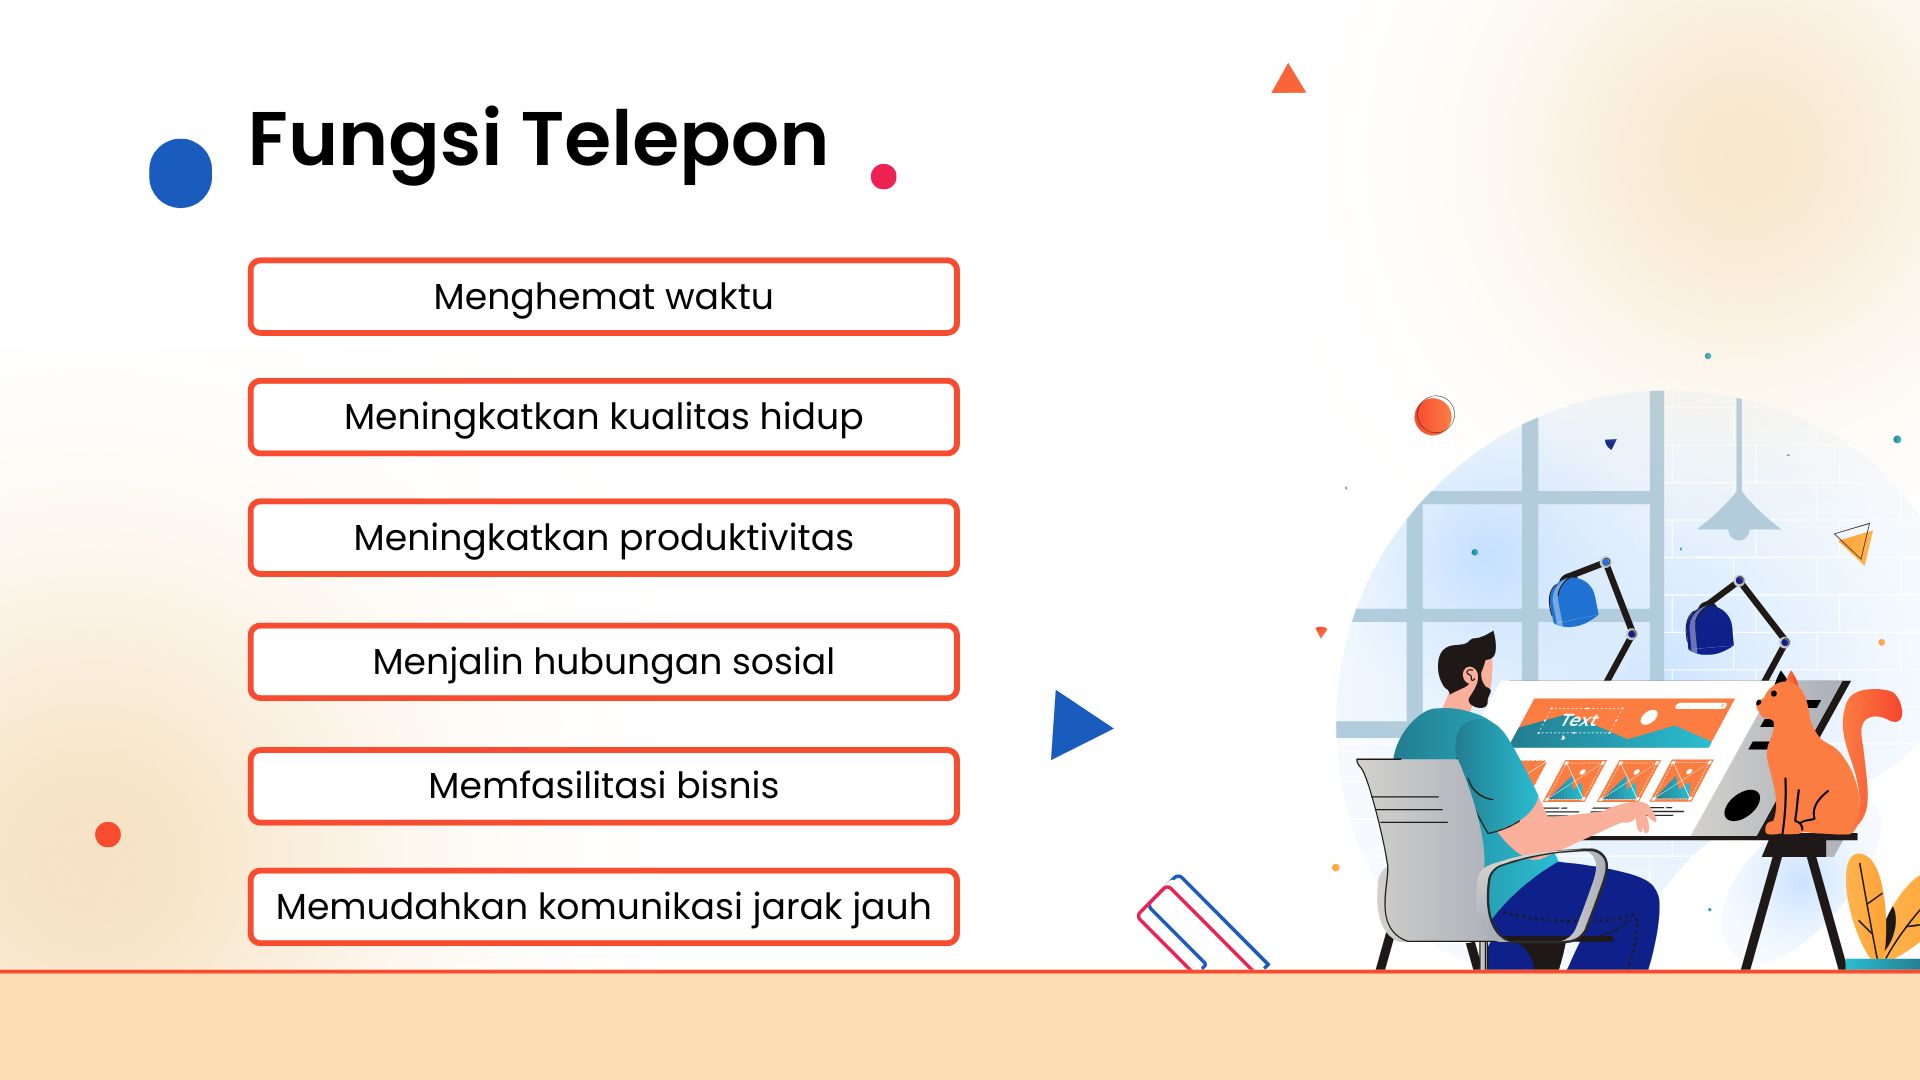 Fungsi Telepon
Menghemat waktu
Meningkatkan kualitas hidup
Meningkatkan produktivitas
Menjalin hubungan sosial
Memfasilitasi bisnis
Memudahkan komunikasi jarak jauh
Text